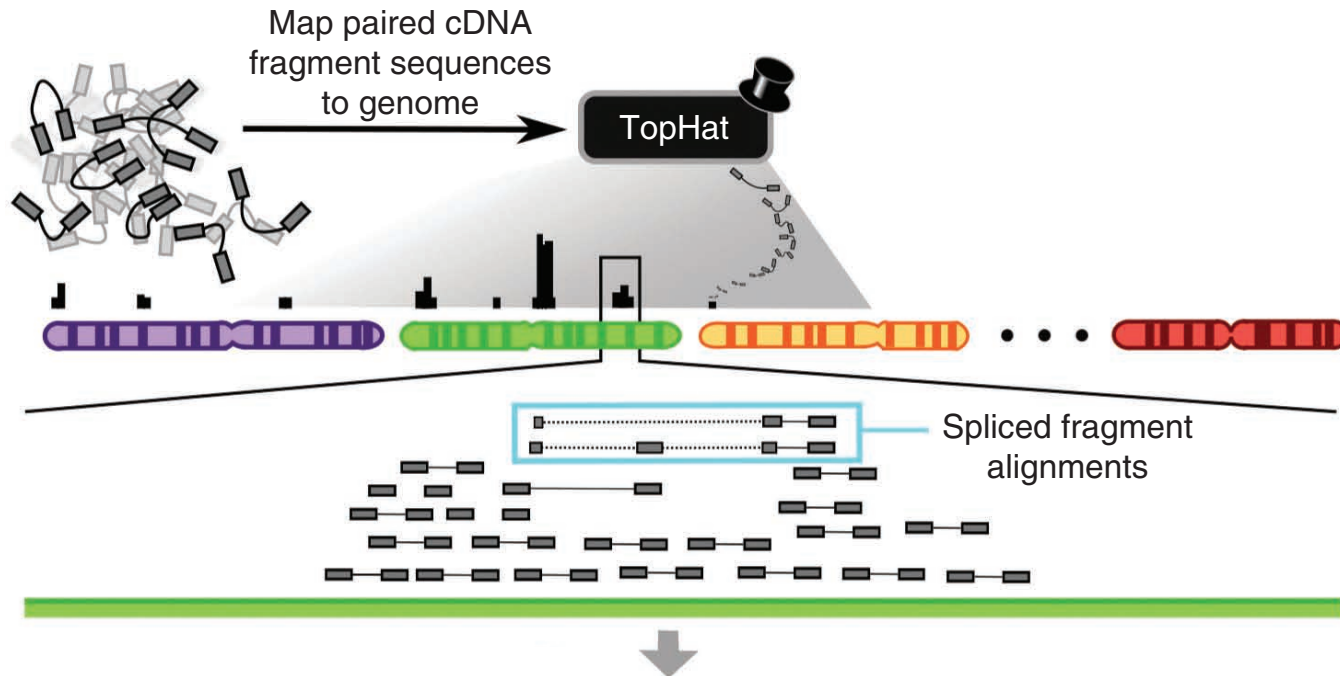 Map paired cDNA
fragment sequences
to genome
TopHat
Spliced fragment
alignments